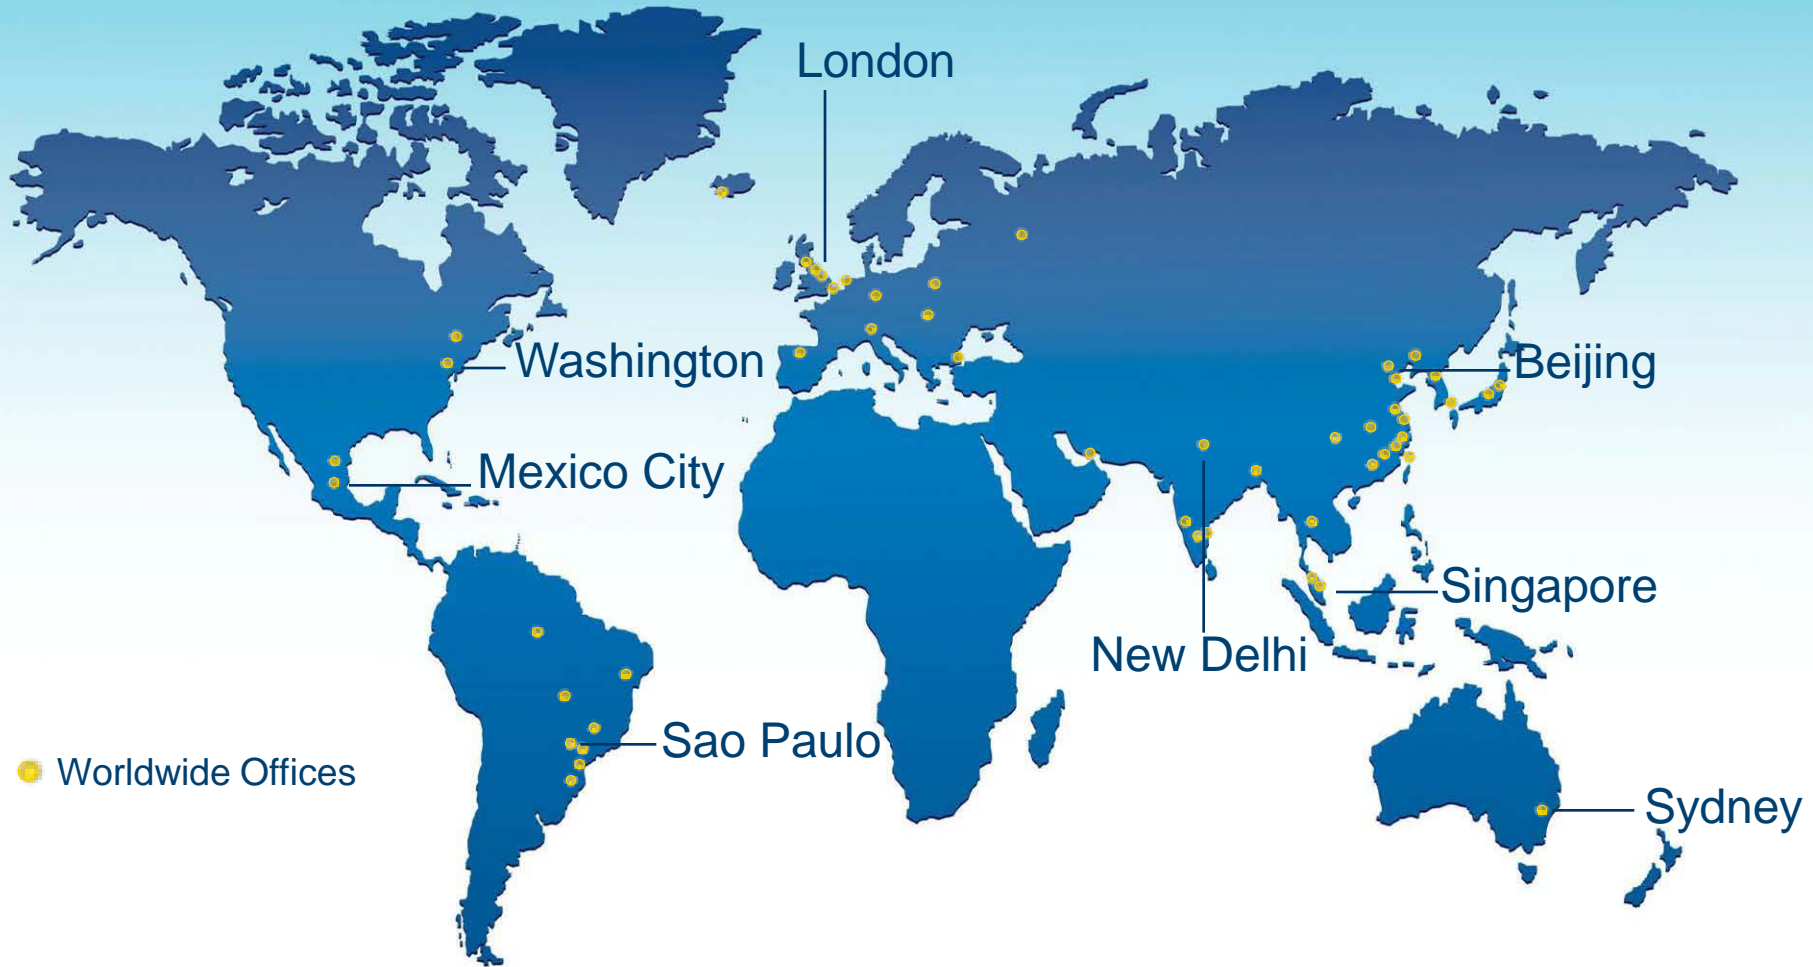 London
Washington
Beijing
Mexico City
Singapore
New Delhi
Sao Paulo
Worldwide Offices
Sydney